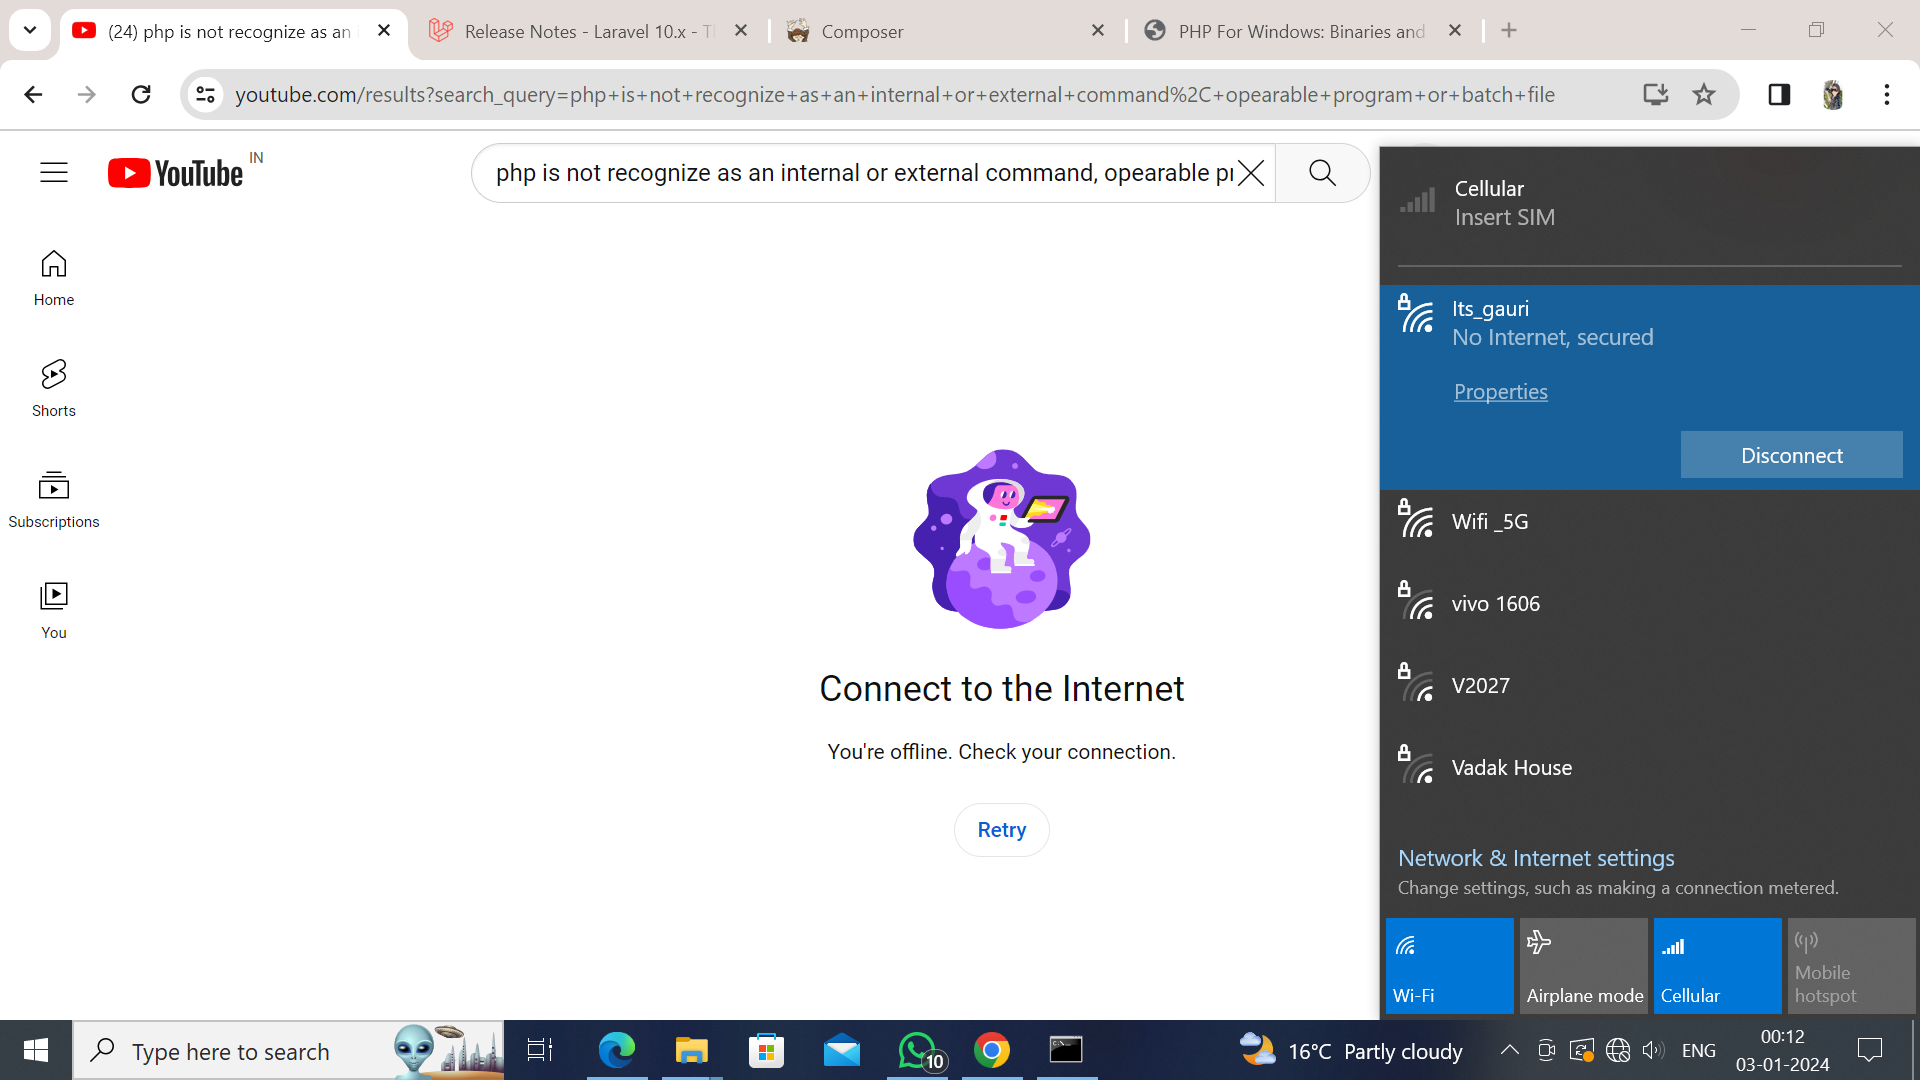 (24) php is not recognize as an i
Release Notes - Laravel 10.x - Th
Composer
PHP For Windows: Binaries and
youtube.com/results?search_query=php+is+not+recognize+as+an+internal+or+external+command%2C+opearable+program+or+batch+file
YouTube IN
php is not recognize as an internal or external command, opearable pr
Home
Shorts
Subscriptions
You
Connect to the Internet
You're offline. Check your connection.
Retry
Cellular
Insert SIM
Its_gauri
No Internet, secured
Properties
Disconnect
Wifi _5G
vivo 1606
V2027
Vadak House
Network & Internet settings
Change settings, such as making a connection metered.
Wi-Fi
Airplane mode
Cellular
Mobile
hotspot
Type here to search
10
16°C Partly cloudy
ENG
00:12
03-01-2024